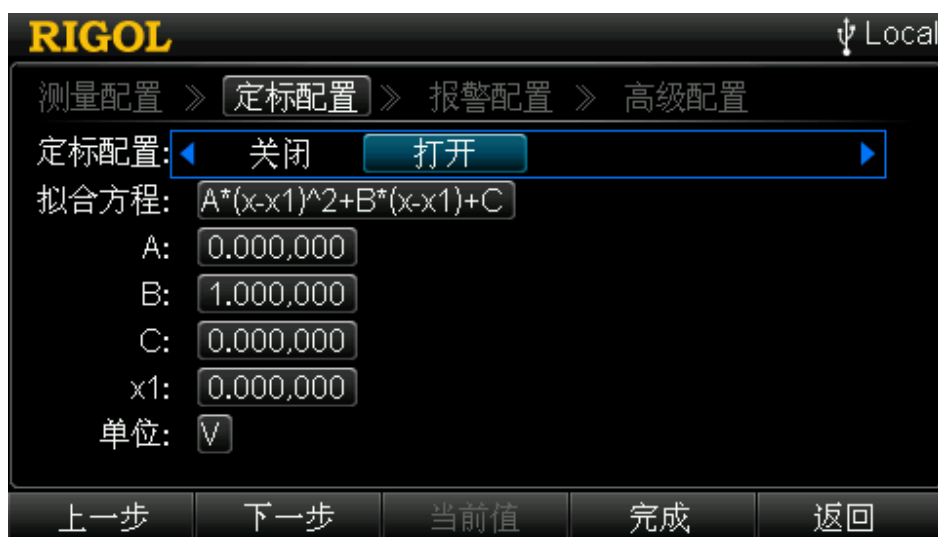 RIGOL Local
测量配置 » 定标配置 » 报警配置 » 高级配置
定标配置: 关闭 打开
拟合方程: A*(x-x1)^2+B*(x-x1)+C
A: 0.000,000
B: 1.000,000
C: 0.000,000
x1: 0.000,000
单位: V
上一步 下一步 当前值 完成 返回